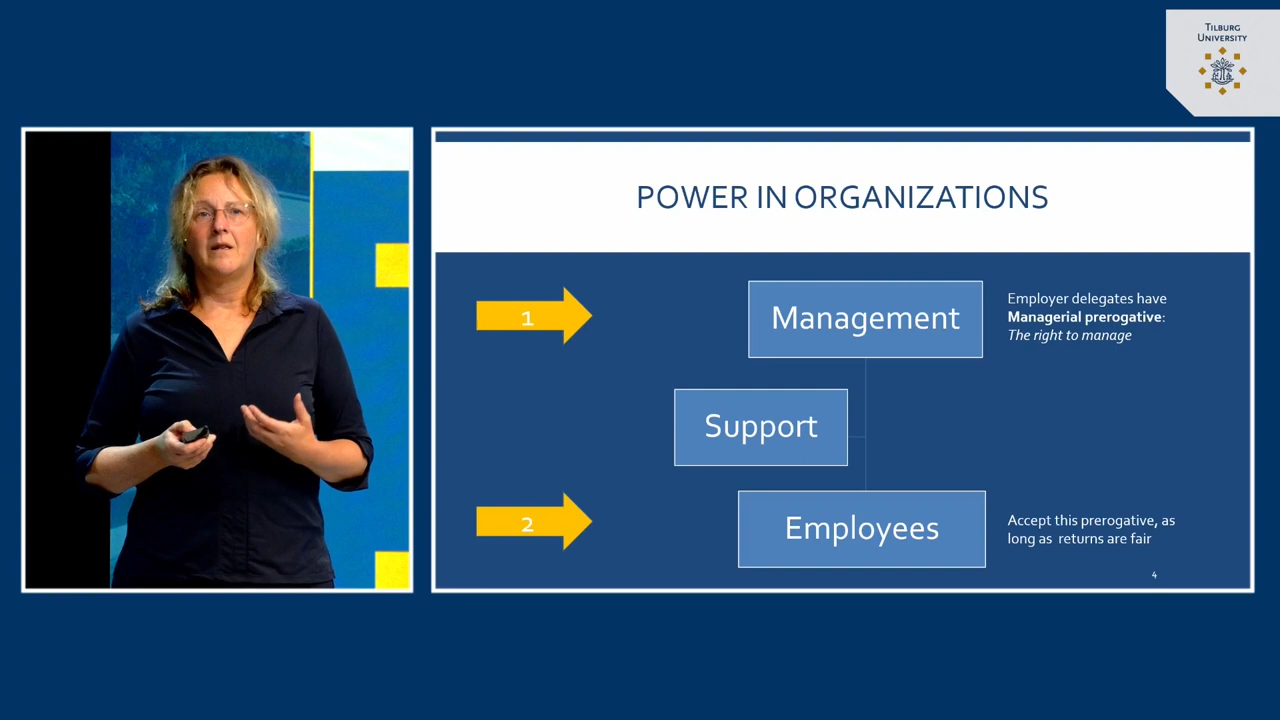 TILBURG
UNIVERSITY
POWER IN ORGANIZATIONS
1
Management
Employer delegates have
Managerial prerogative:
The right to manage
Support
2
Employees
Accept this prerogative, as
long as returns are fair
4